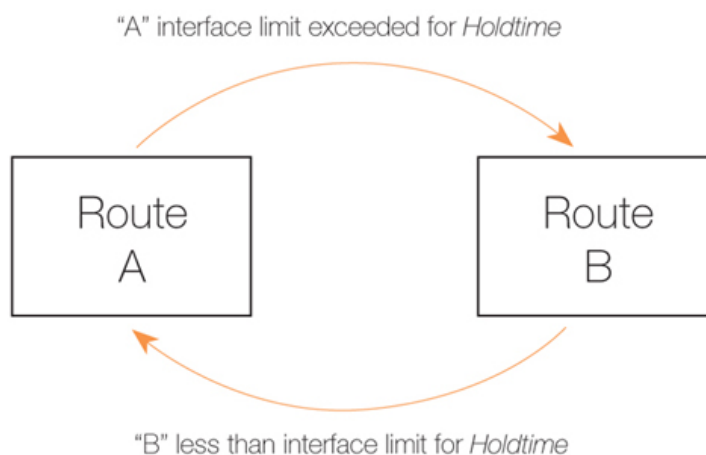 “A” interface limit exceeded for Holdtime
Route
A
Route
B
“B” less than interface limit for Holdtime